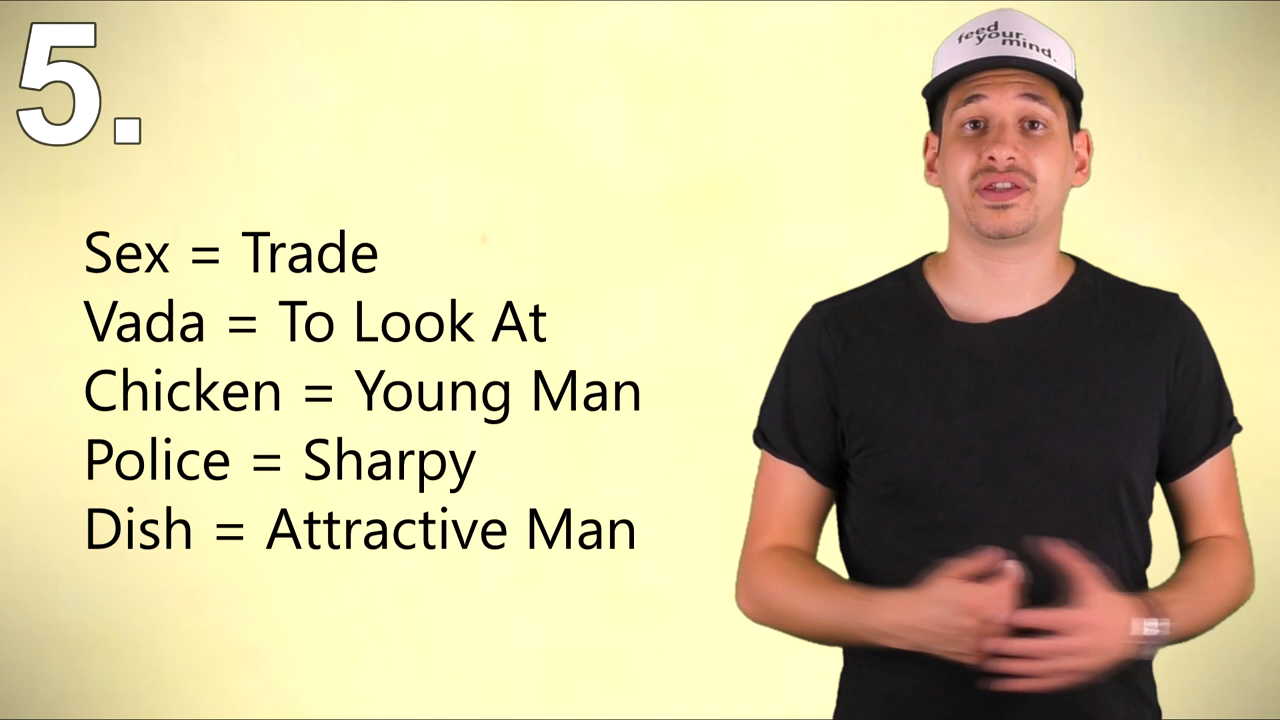 5.
feed
your
mind.
Sex = Trade
Vada = To Look At
Chicken = Young Man
Police = Sharpy
Dish = Attractive Man